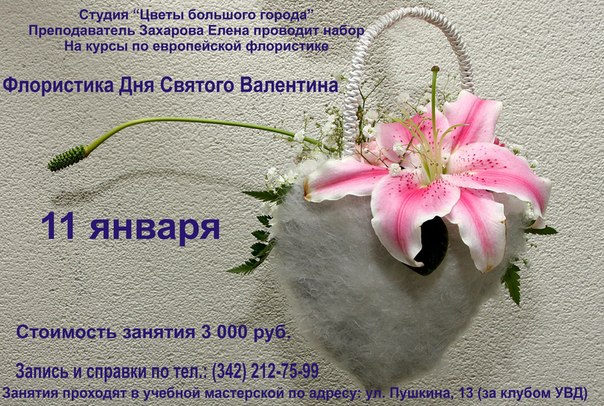 Студия “Цветы большого города”
Преподаватель Захарова Елена проводит набор
На курсы по европейской флористике
Флористика Дня Святого Валентина
11 января
Стоимость занятия 3 000 руб.
Запись и справки по тел.: (342) 212-75-99
Занятия проходят в учебной мастерской по адресу: ул. Пушкина, 13 (за клубом УВД)